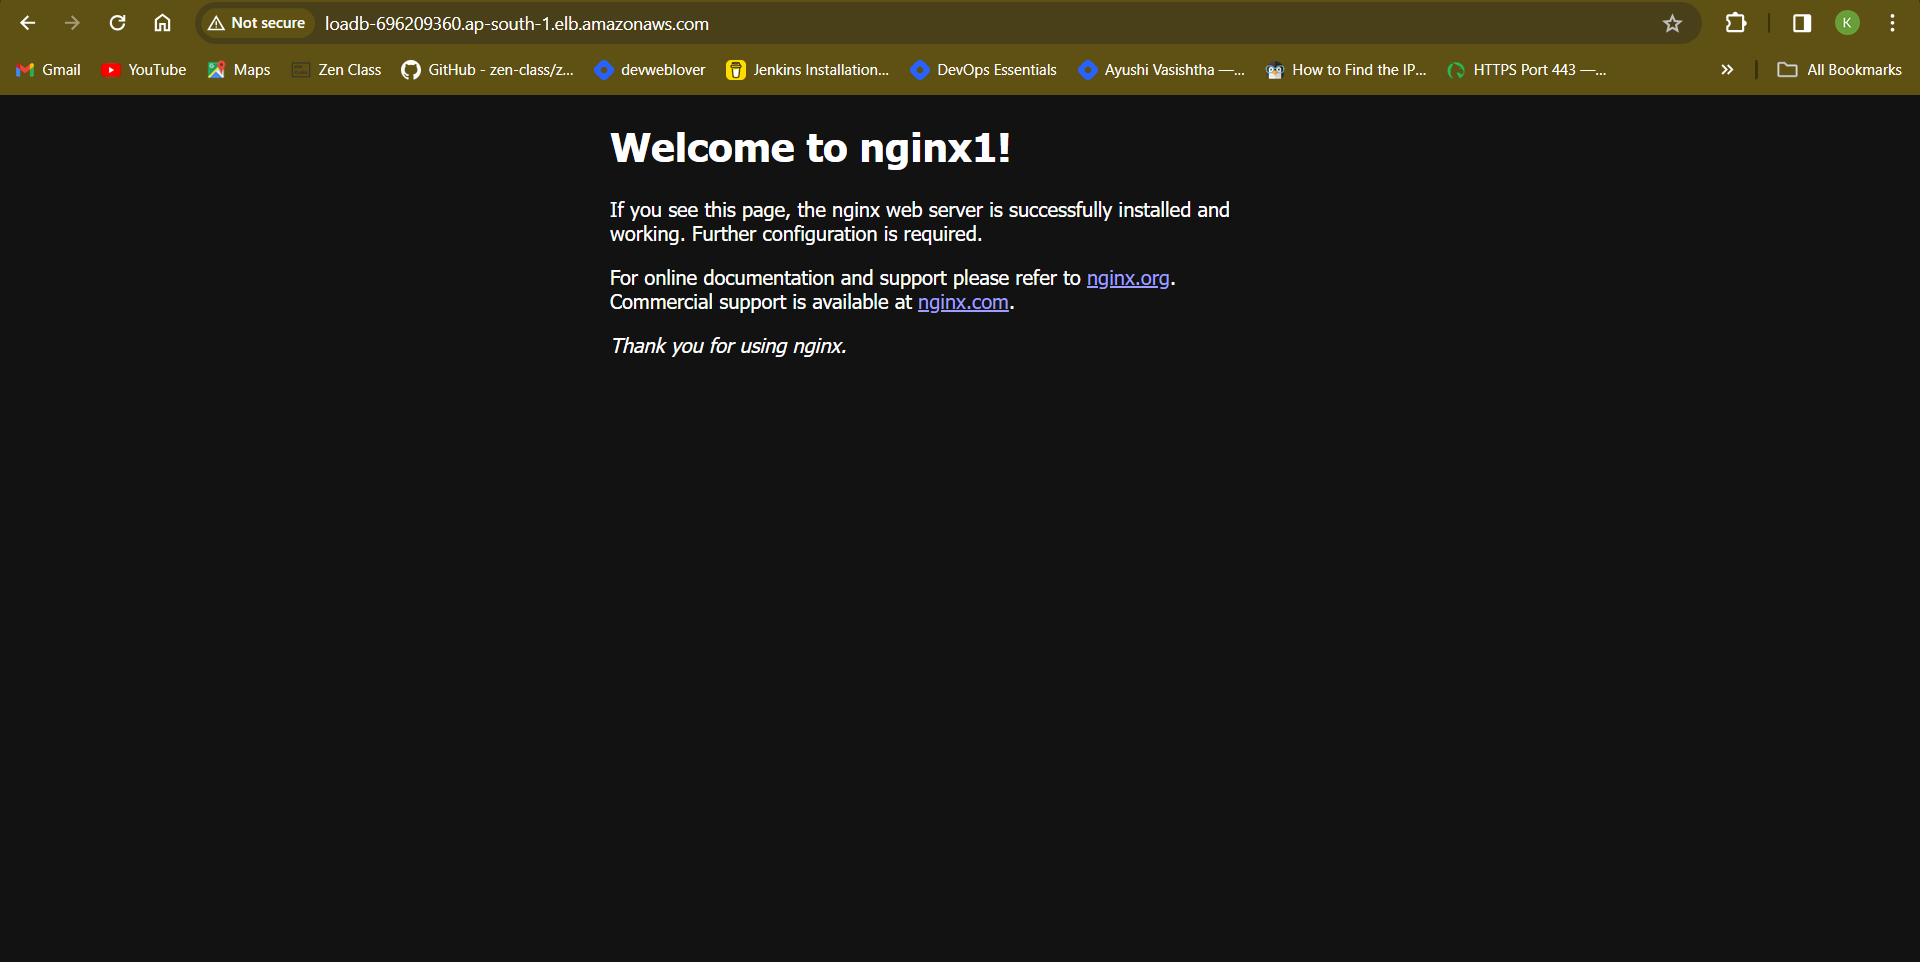 Not secure loadb-696209360.ap-south-1.elb.amazonaws.com K
Gmail YouTube Maps Zen Class GitHub - zen-class/z... devweblover Jenkins Installation... DevOps Essentials Ayushi Vasishtha —... How to Find the IP... HTTPS Port 443 —... » All Bookmarks
Welcome to nginx1!
If you see this page, the nginx web server is successfully installed and
working. Further configuration is required.
For online documentation and support please refer to nginx.org.
Commercial support is available at nginx.com.
Thank you for using nginx.